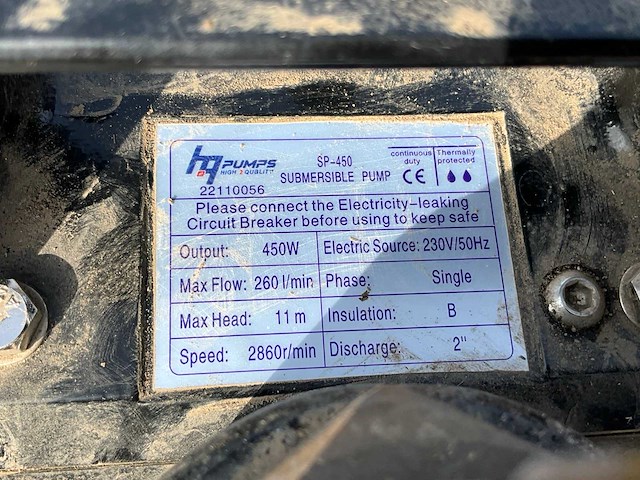 hq PUMPS
HIGH 2 QUALITY
22110056
SP-450
SUBMERSIBLE PUMP
continuous duty
CE
Thermally protected
Please connect the Electricity-leaking
Circuit Breaker before using to keep safe
Output: 450W Electric Source: 230V/50Hz
Max Flow: 260 l/min Phase: Single
Max Head: 11 m Insulation: B
Speed: 2860r/min Discharge: 2"